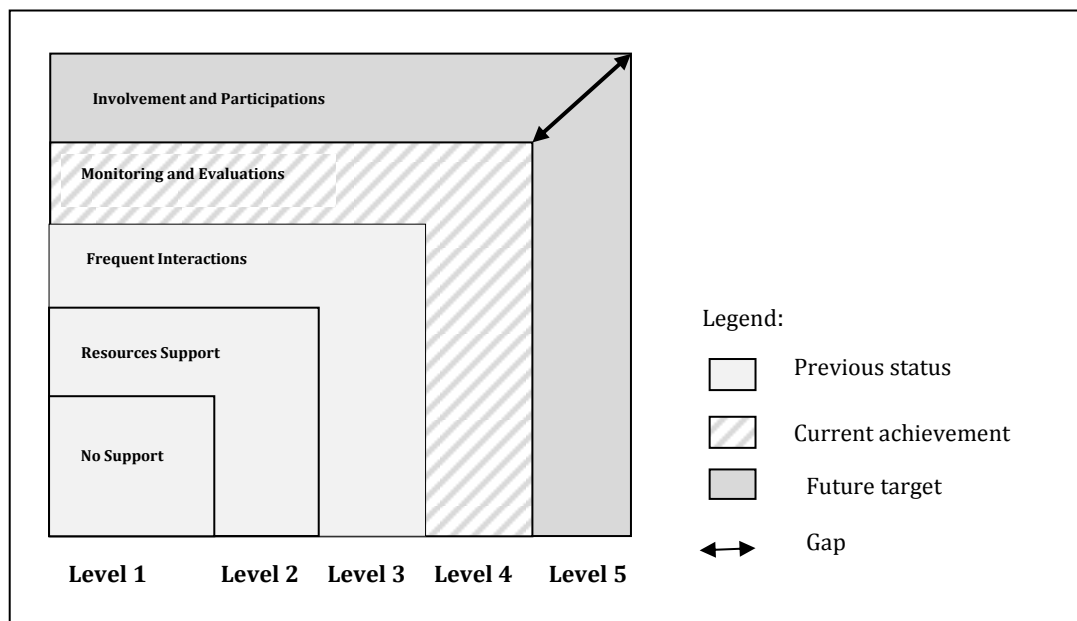 Involvement and Participations
Monitoring and Evaluations
Frequent Interactions
Resources Support
No Support
Level 1 Level 2 Level 3 Level 4 Level 5
Legend:
Previous status
Current achievement
Future target
Gap